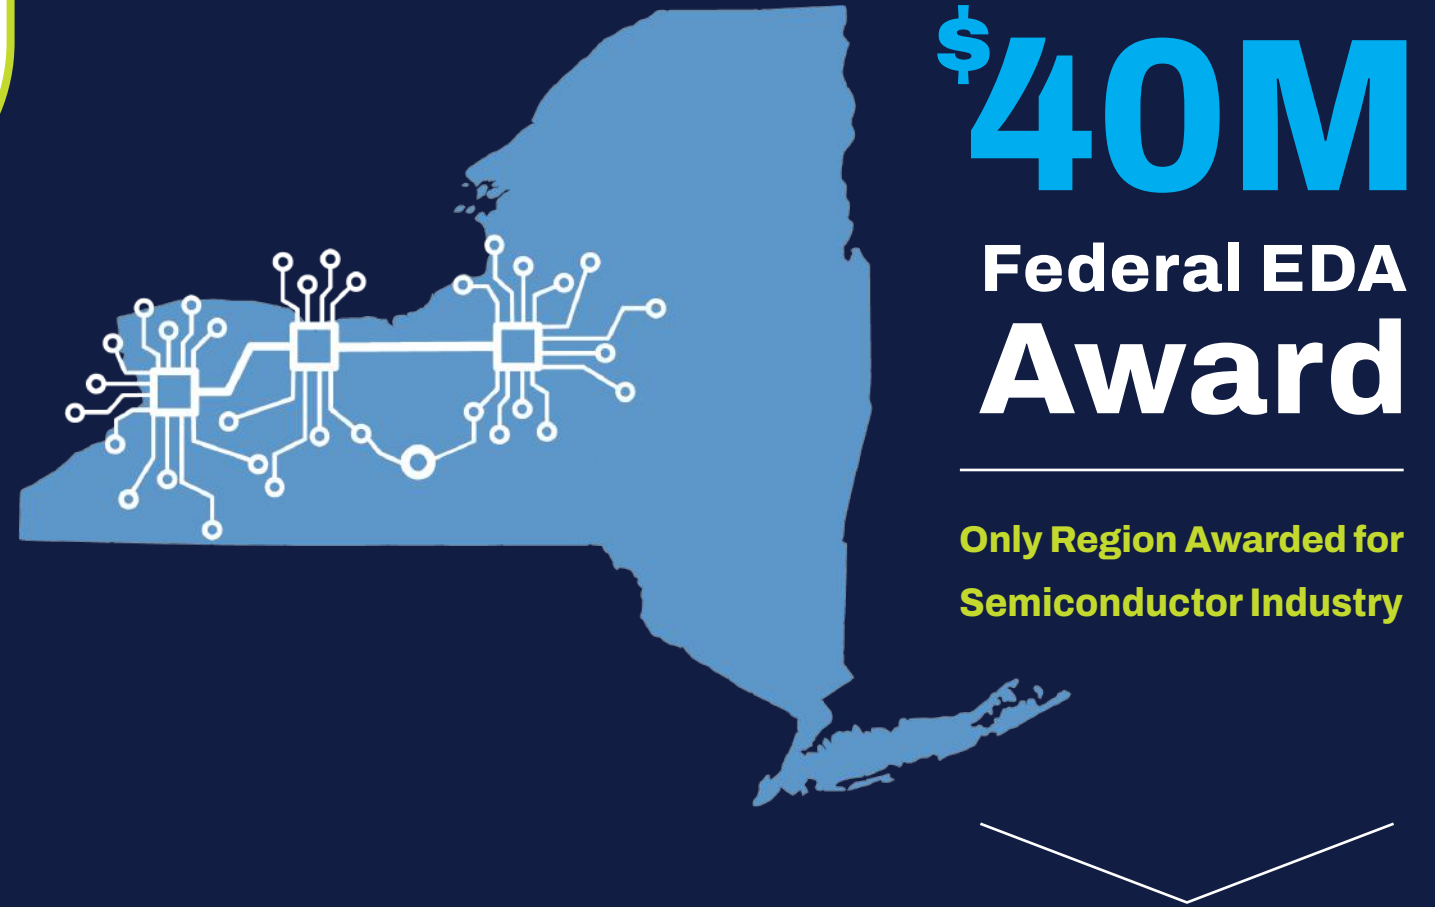 $40M
Federal EDA
Award
Only Region Awarded for
Semiconductor Industry